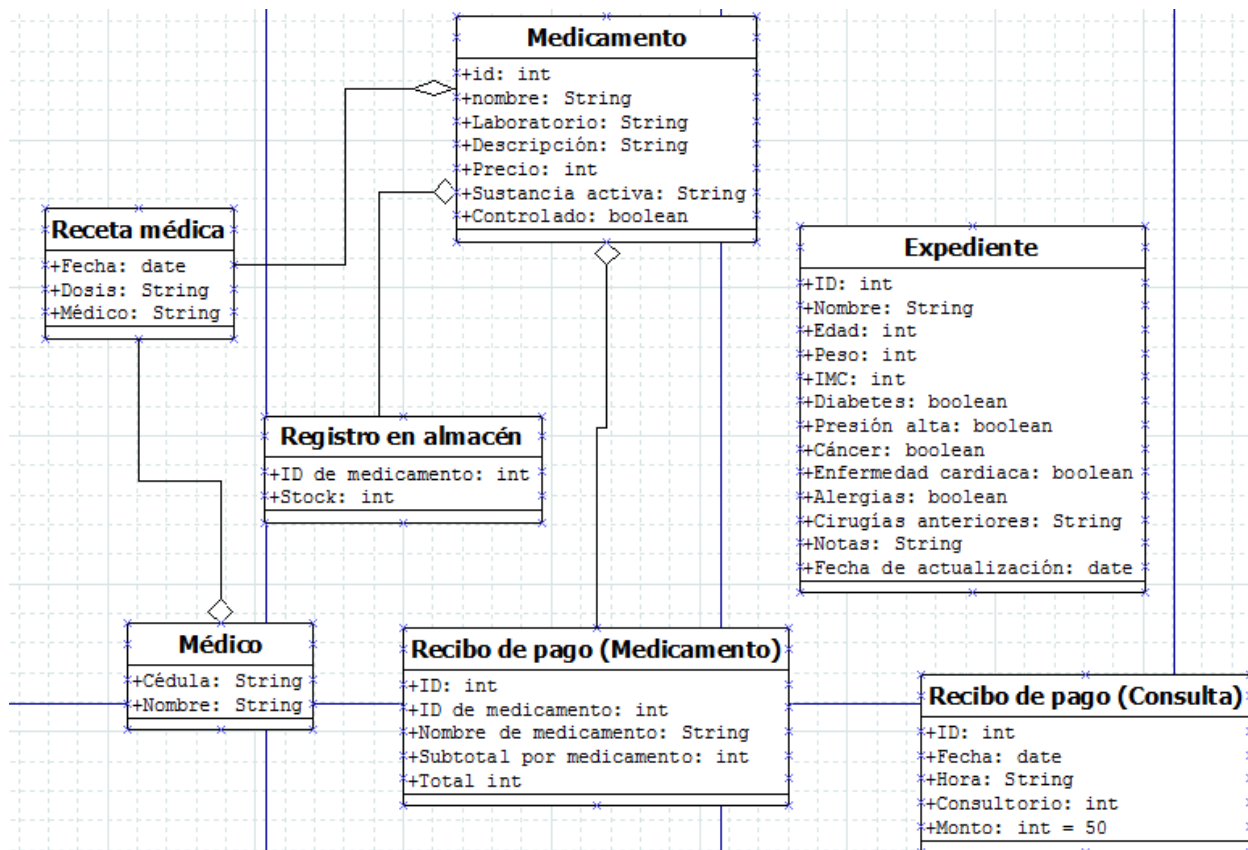 Medicamento
+id: int
+nombre: String
+Laboratorio: String
+Descripción: String
+Precio: int
+Sustancia activa: String
+Controlado: boolean
Receta médica
+Fecha: date
+Dosis: String
+Médico: String
Expediente
+ID: int
+Nombre: String
+Edad: int
+Peso: int
+IMC: int
+Diabetes: boolean
+Presión alta: boolean
+Cáncer: boolean
+Enfermedad cardiaca: boolean
+Alergias: boolean
+Cirugías anteriores: String
+Notas: String
+Fecha de actualización: date
Registro en almacén
+ID de medicamento: int
+Stock: int
Médico
+Cédula: String
+Nombre: String
Recibo de pago (Medicamento)
+ID: int
+ID de medicamento: int
+Nombre de medicamento: String
+Subtotal por medicamento: int
+Total int
Recibo de pago (Consulta)
+ID: int
+Fecha: date
+Hora: String
+Consultorio: int
+Monto: int = 50